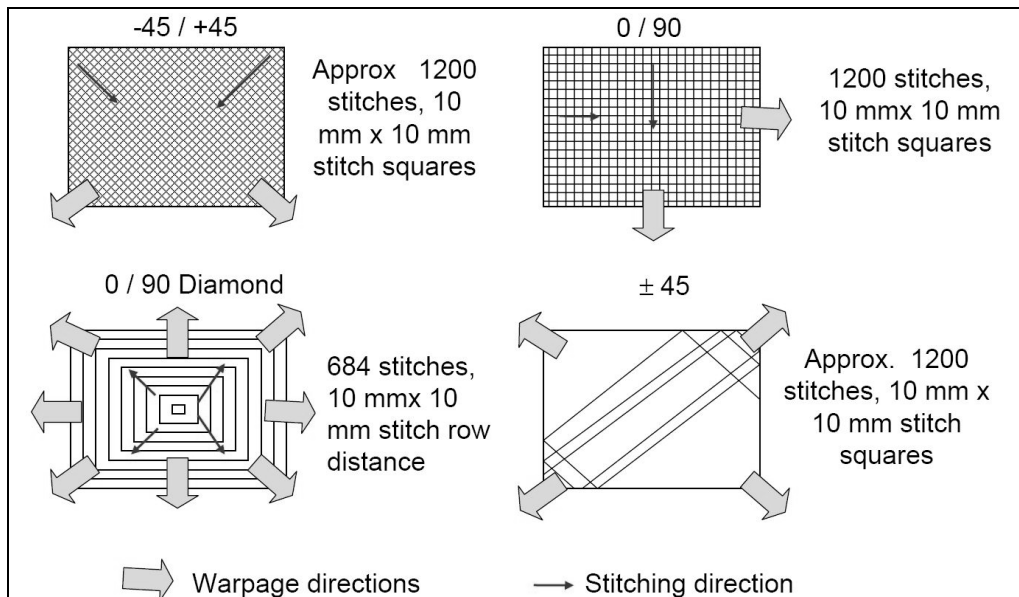 -45 / +45
Approx 1200
stitches, 10
mm x 10 mm
stitch squares
0 / 90
1200 stitches,
10 mmx 10 mm
stitch squares
0 / 90 Diamond
684 stitches,
10 mmx 10
mm stitch row
distance
± 45
Approx. 1200
stitches, 10 mm x
10 mm stitch
squares
Warpage directions
Stitching direction